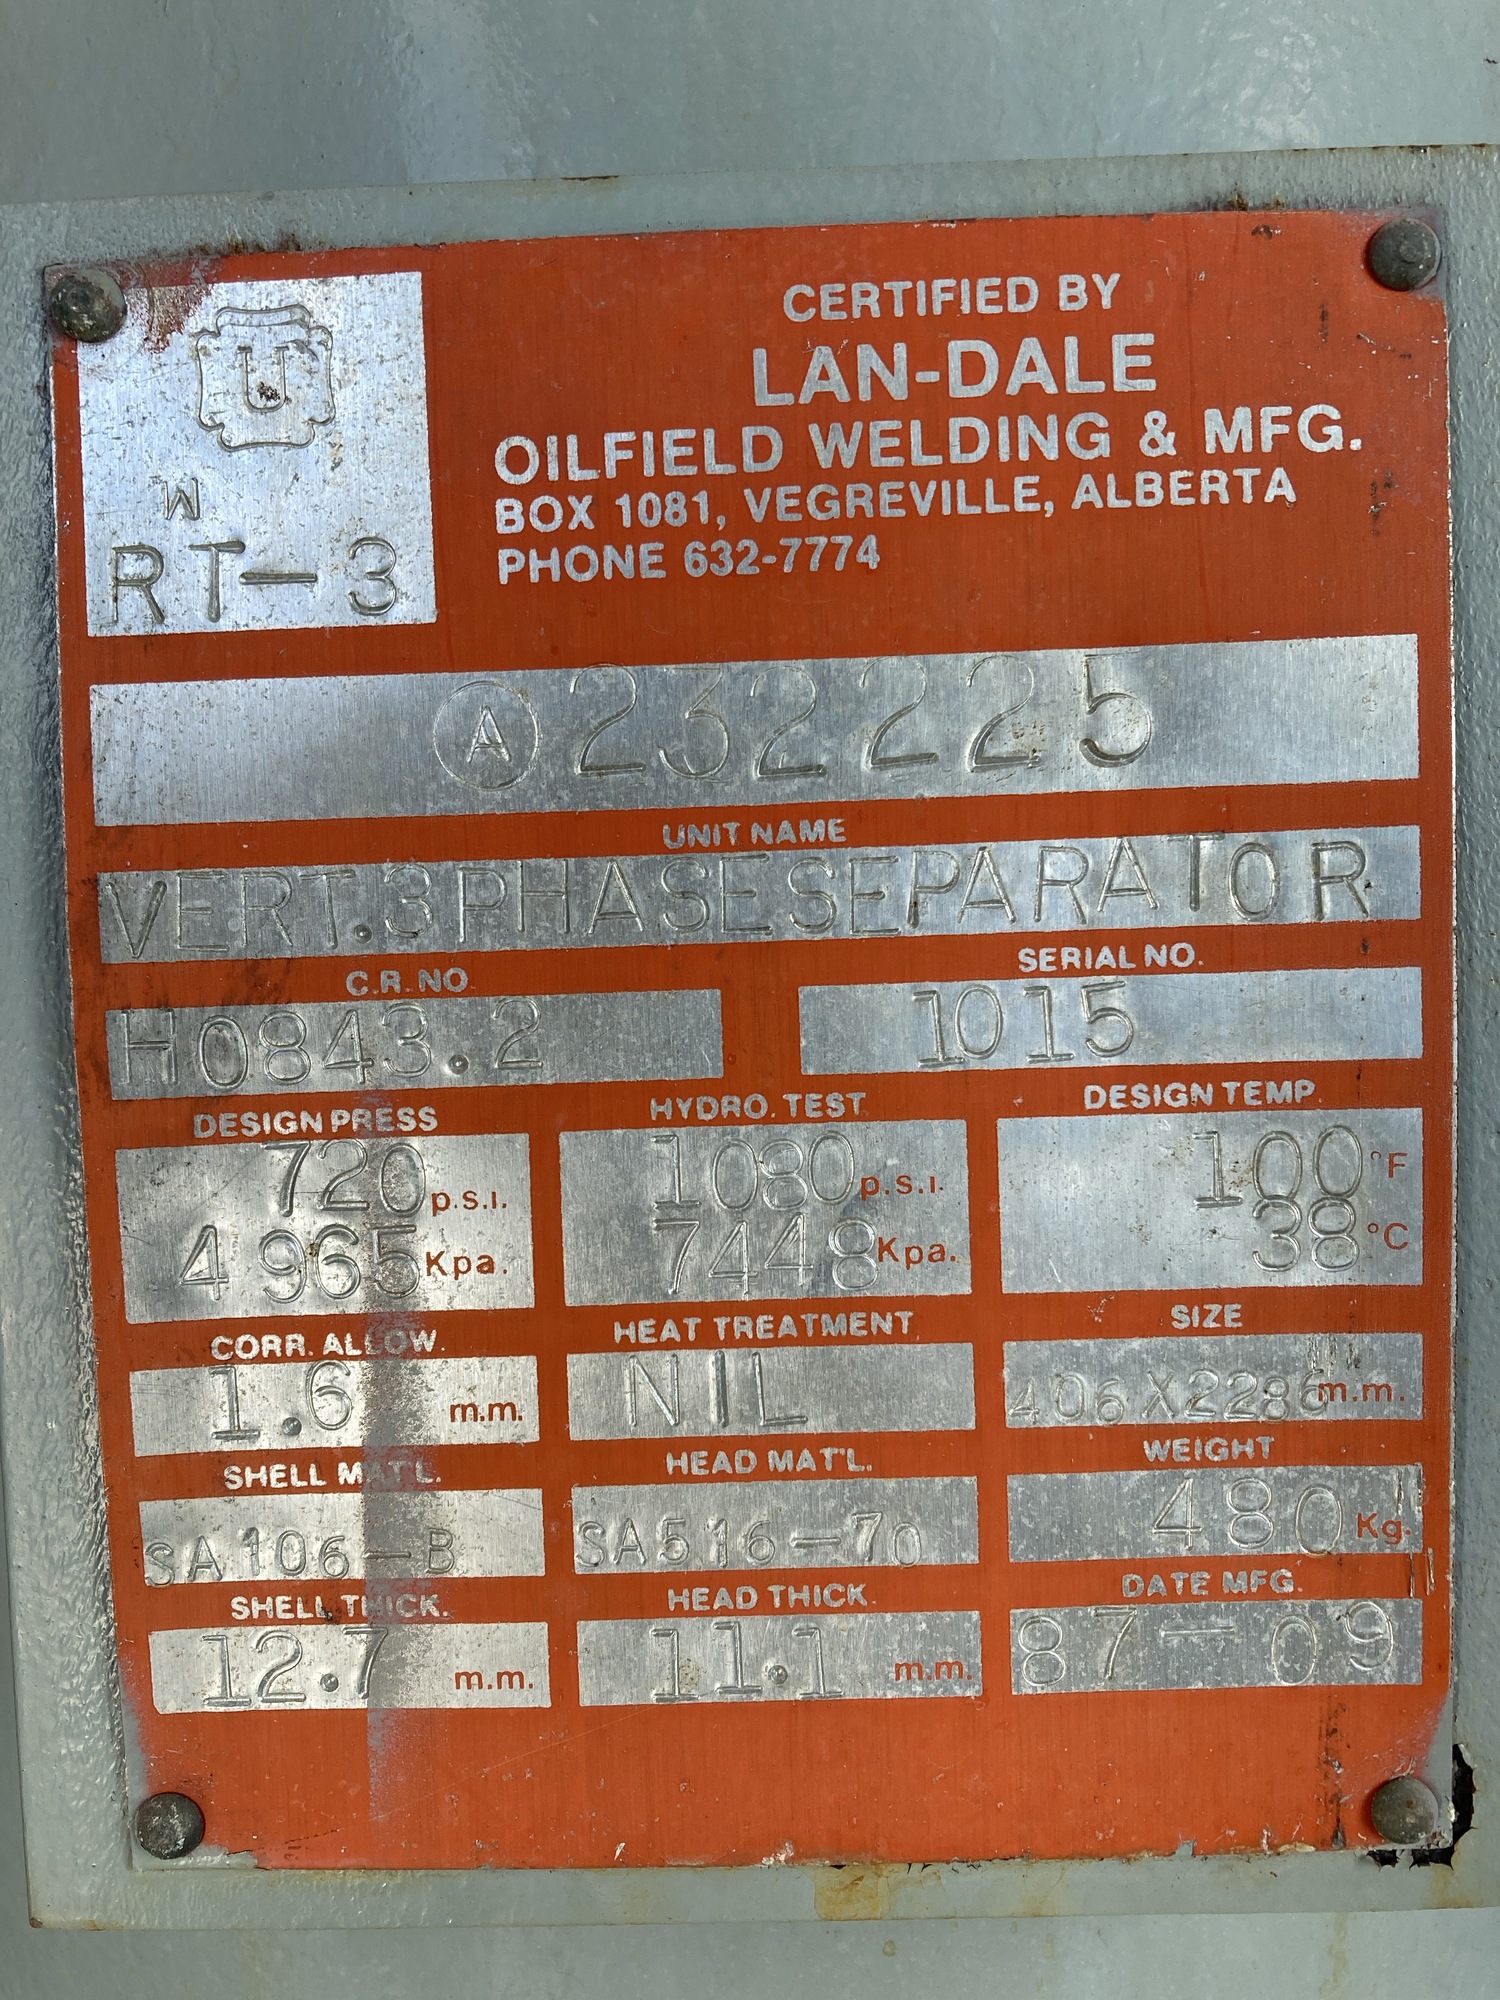 U
W
RT-3
CERTIFIED BY
LAN-DALE
OILFIELD WELDING & MFG.
BOX 1081, VEGREVILLE, ALBERTA
PHONE 632-7774
Ⓐ232225
UNIT NAME
VERT.3PHASESEPARATOR
C.R. NO
H0843.2
SERIAL NO.
1015
DESIGN PRESS
720 p.s.i.
4965 Kpa.
HYDRO. TEST
1080 p.s.i.
7448 Kpa.
DESIGN TEMP.
100 °F
38 °C
CORR. ALLOW.
1.6 m.m.
HEAT TREATMENT
NIL
SIZE
406X2286 m.m.
SHELL MAT'L.
SA106-B
HEAD MAT'L.
SA516-70
WEIGHT
480 Kg.
SHELL THICK.
12.7 m.m.
HEAD THICK.
11.1 m.m.
DATE MFG.
87-09